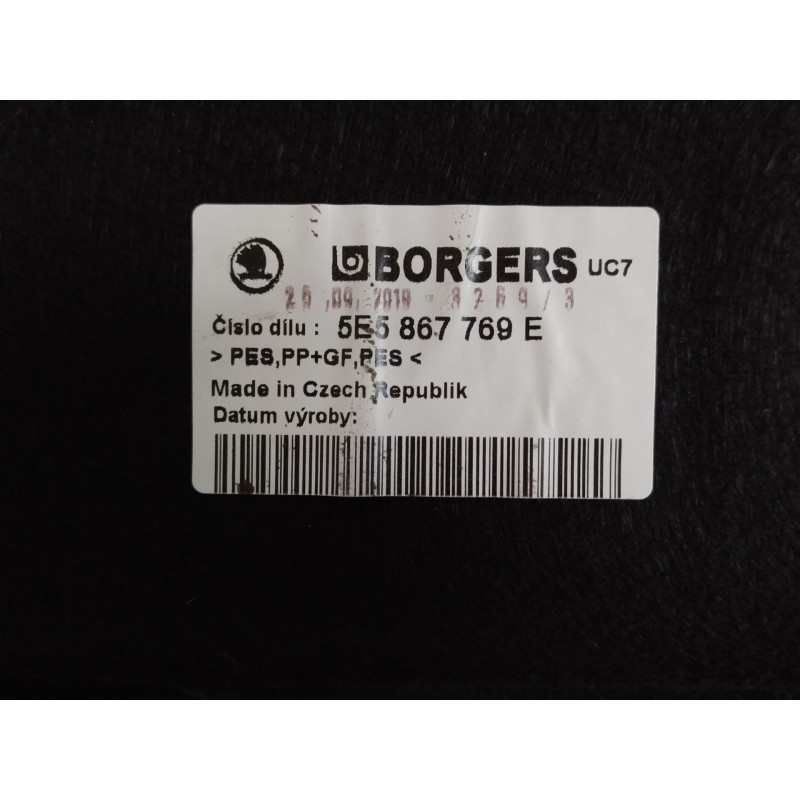 BORGERS UC7
Číslo dílu : 5E5 867 769 E
> PES,PP+GF,PES <
Made in Czech Republik
Datum výroby: